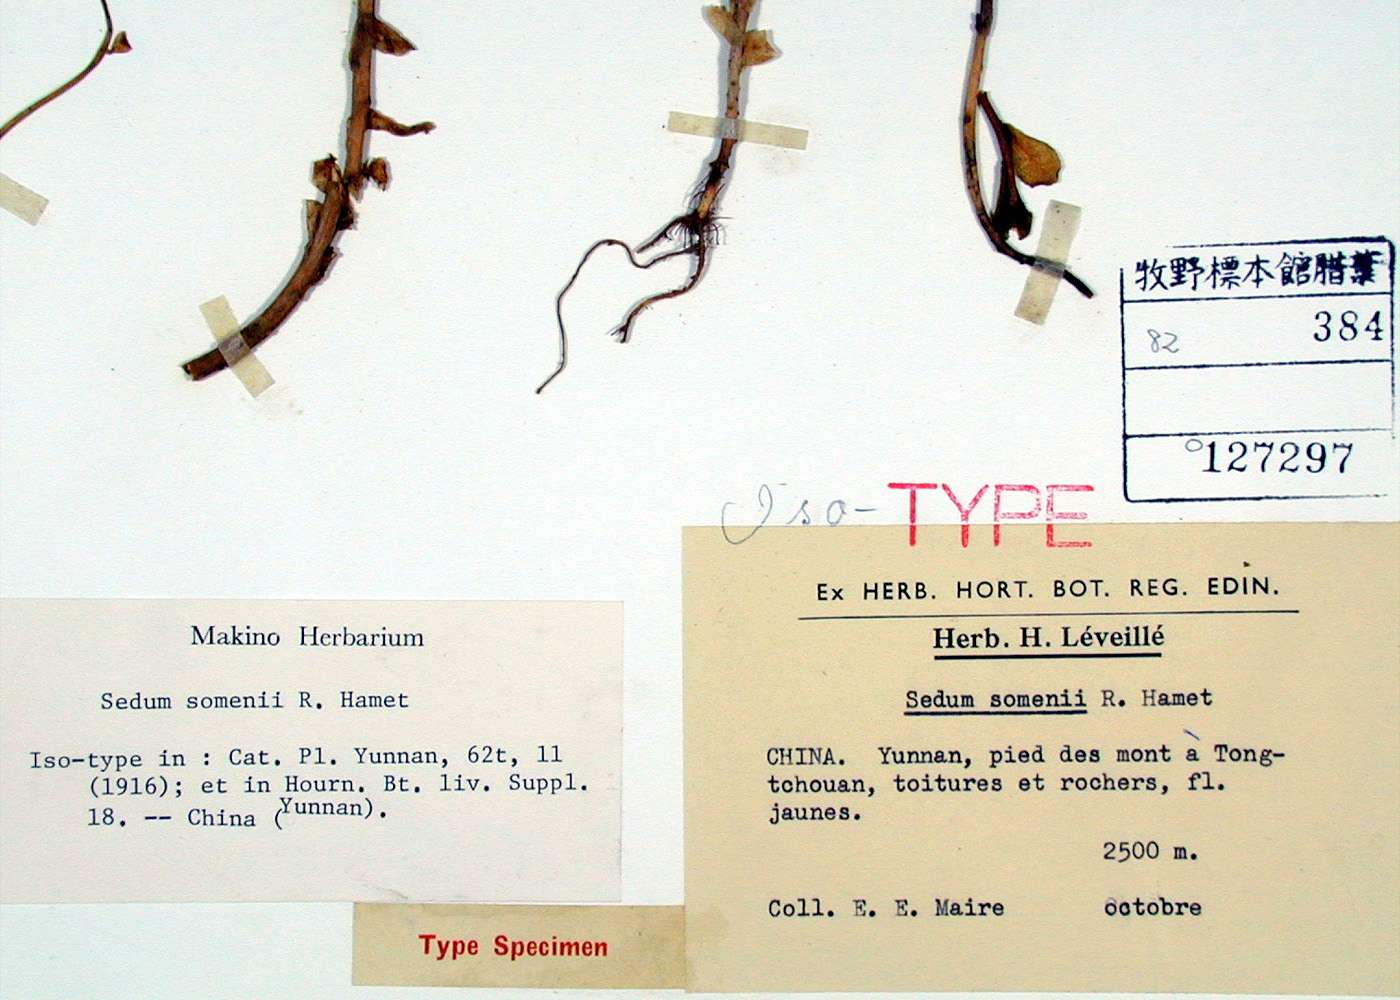 牧野標本館腊葉
82 384
127297
Iso-TYPE
Ex HERB. HORT. BOT. REG. EDIN.
Herb. H. Léveillé
Sedum somenii R. Hamet
CHINA. Yunnan, pied des mont à Tong-
tchouan, toitures et rochers, fl.
jaunes.
2500 m.
Coll. E. E. Maire octobre
Makino Herbarium
Sedum somenii R. Hamet
Iso-type in : Cat. Pl. Yunnan, 62t, 11
(1916); et in Hourn. Bt. liv. Suppl.
18. -- China (Yunnan).
Type Specimen